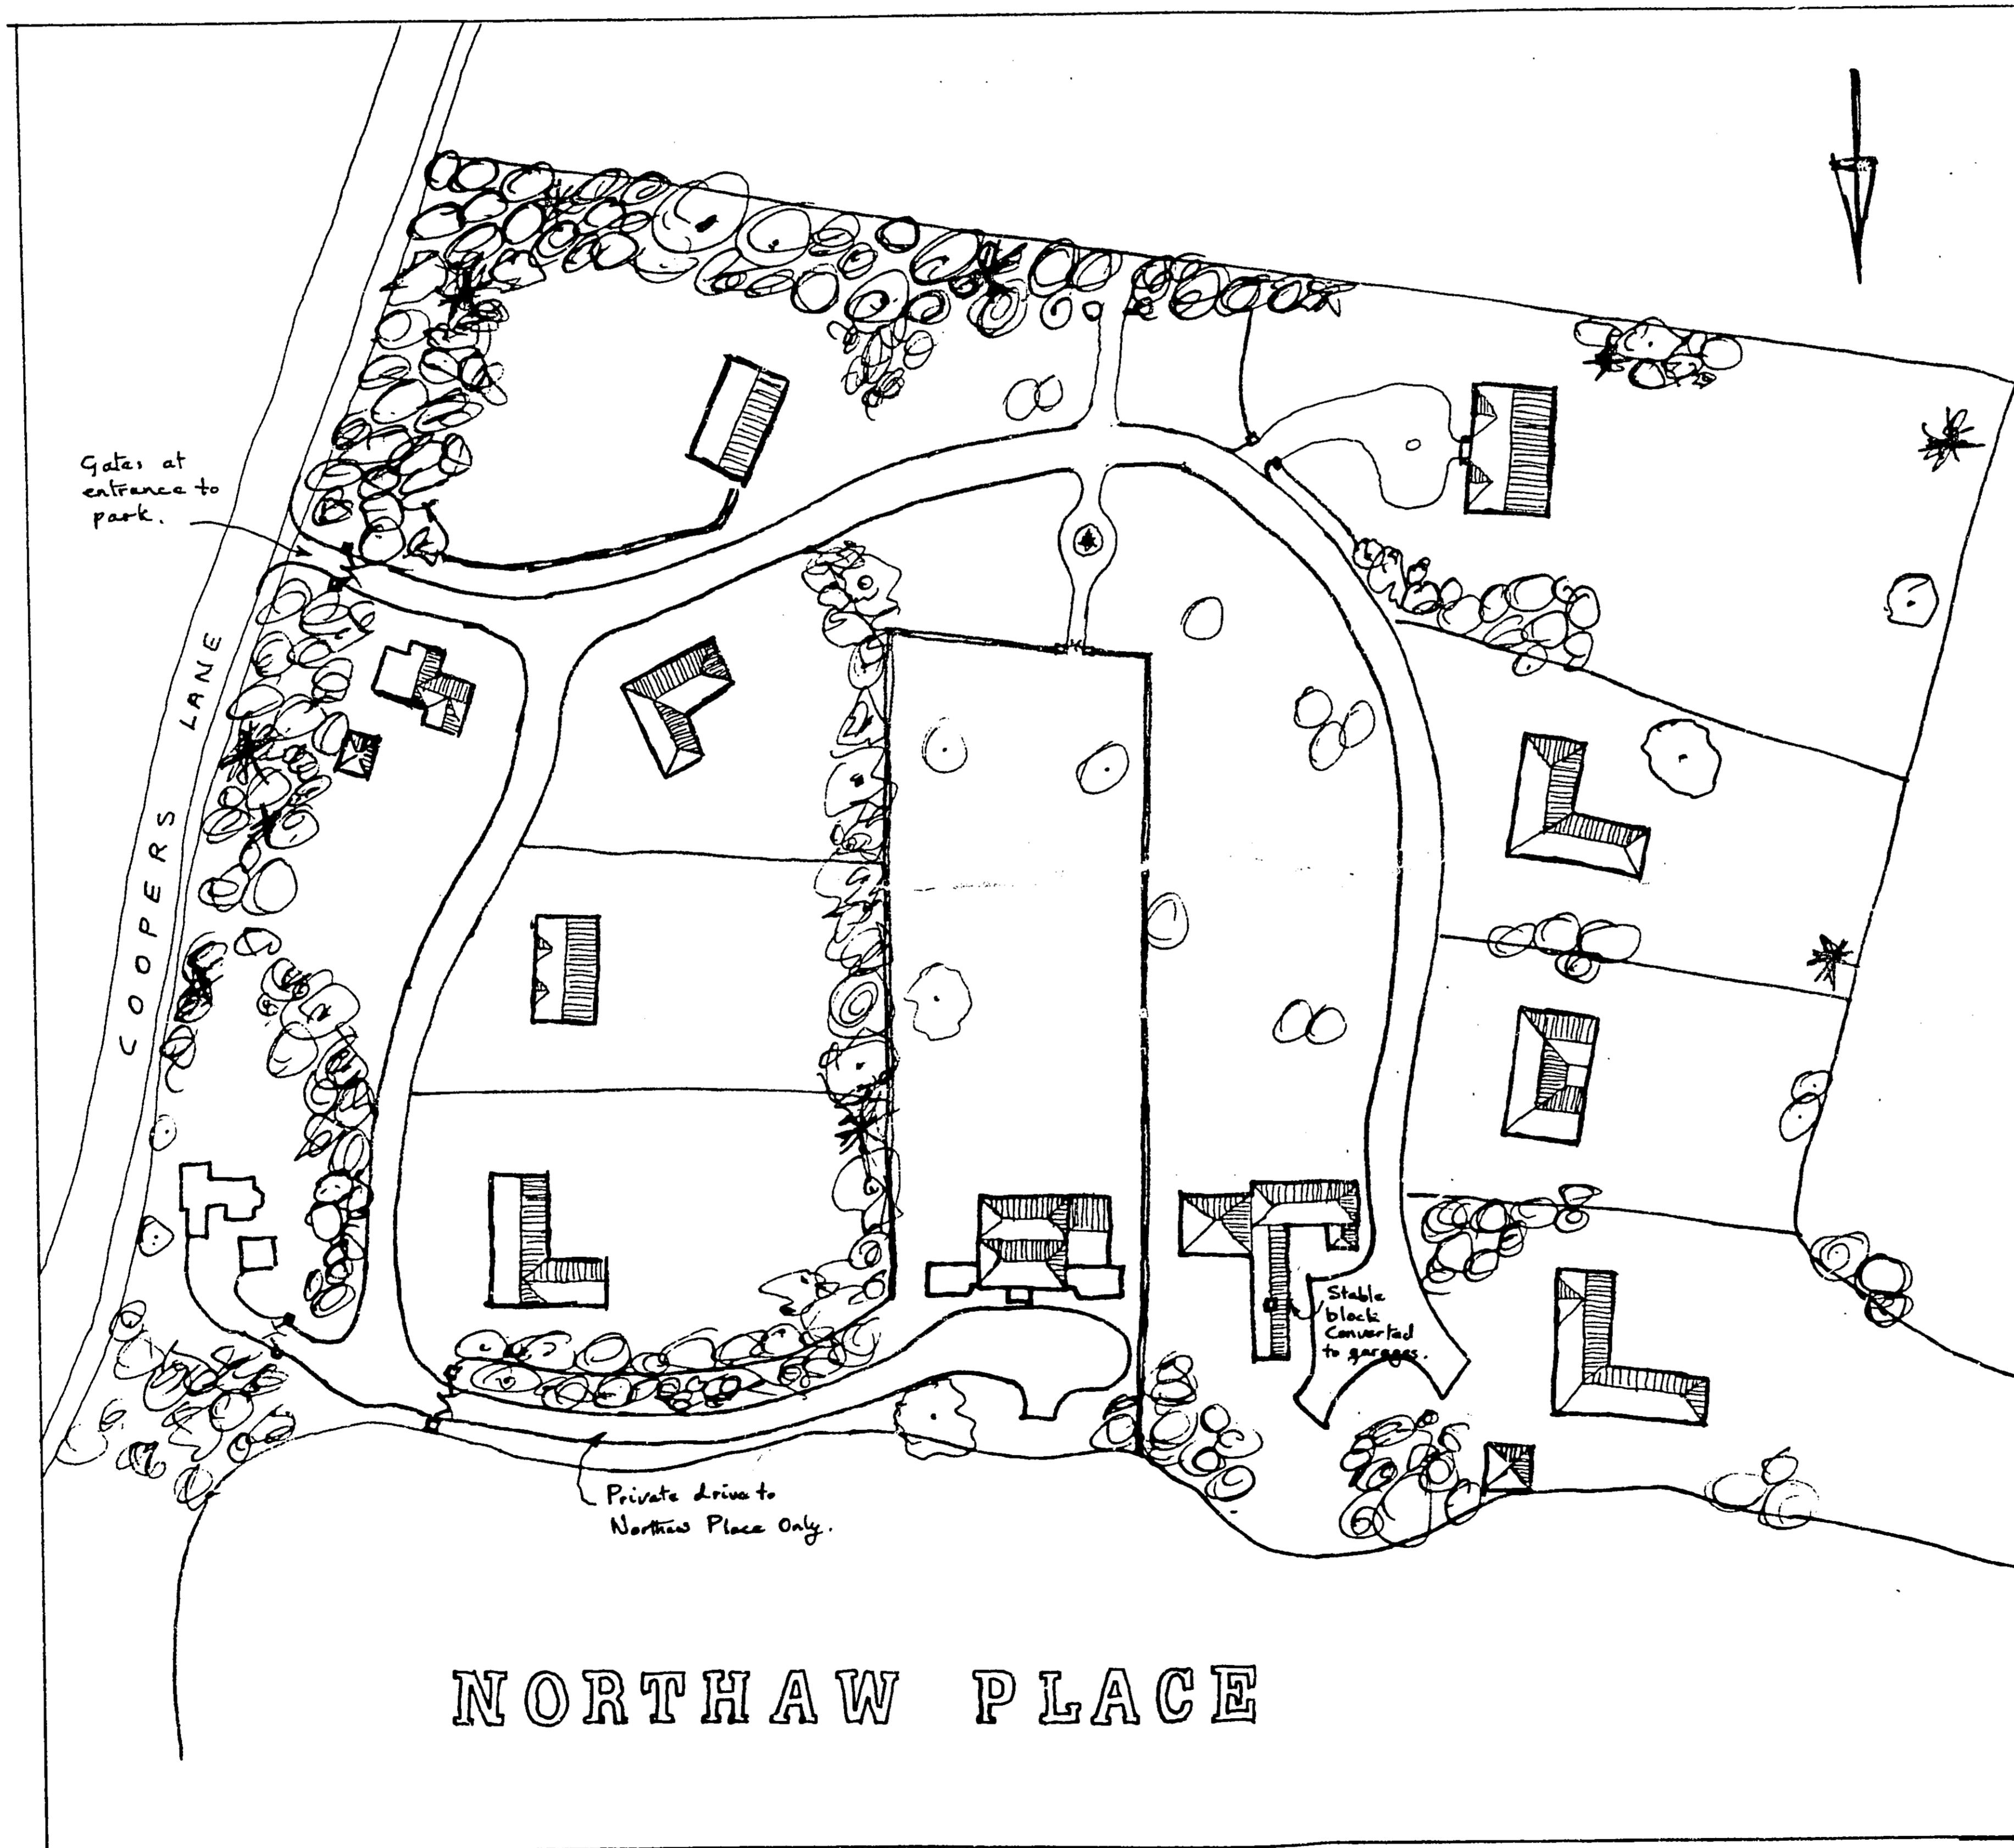 Gates at
entrance to
park.
COOPERS LANE
Stable
block
Converted
to garages.
Private drive to
Northaw Place Only.
NORTHAW PLACE